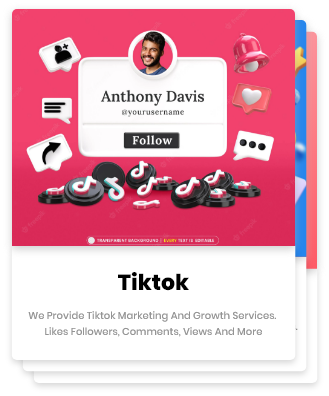 Anthony Davis
@yourusername
Follow
TRANSPARENT BACKGROUND EVERY TEXT IS EDITABLE
Tiktok
We Provide Tiktok Marketing And Growth Services.
Likes Followers, Comments, Views And More